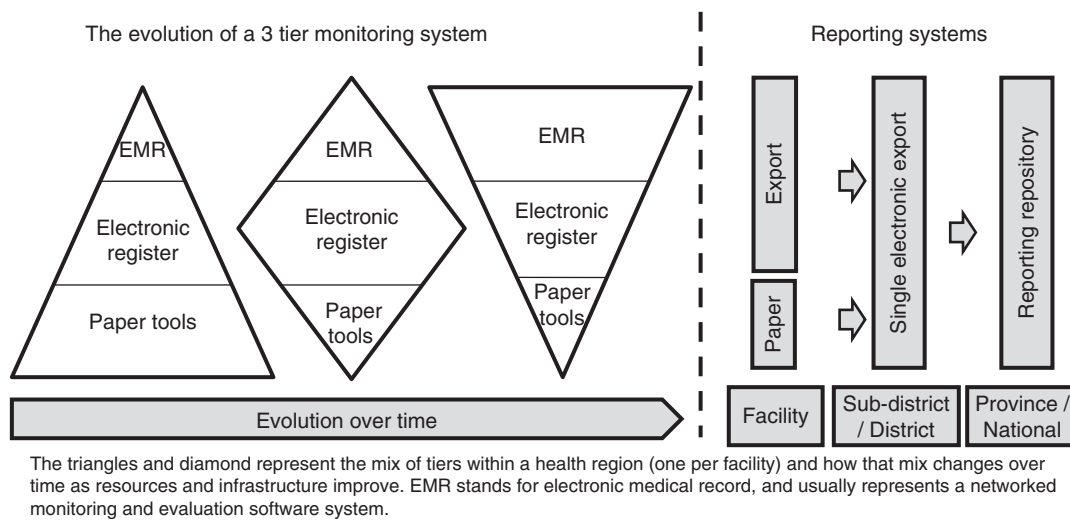 The evolution of a 3 tier monitoring system
EMR
Electronic
register
Paper tools
EMR
Electronic
register
Paper
tools
EMR
Electronic
register
Paper
tools
Evolution over time
Reporting systems
Export
Paper
Single electronic export
Reporting repository
Facility
Sub-district
/ District
Province /
National
The triangles and diamond represent the mix of tiers within a health region (one per facility) and how that mix changes over
time as resources and infrastructure improve. EMR stands for electronic medical record, and usually represents a networked
monitoring and evaluation software system.